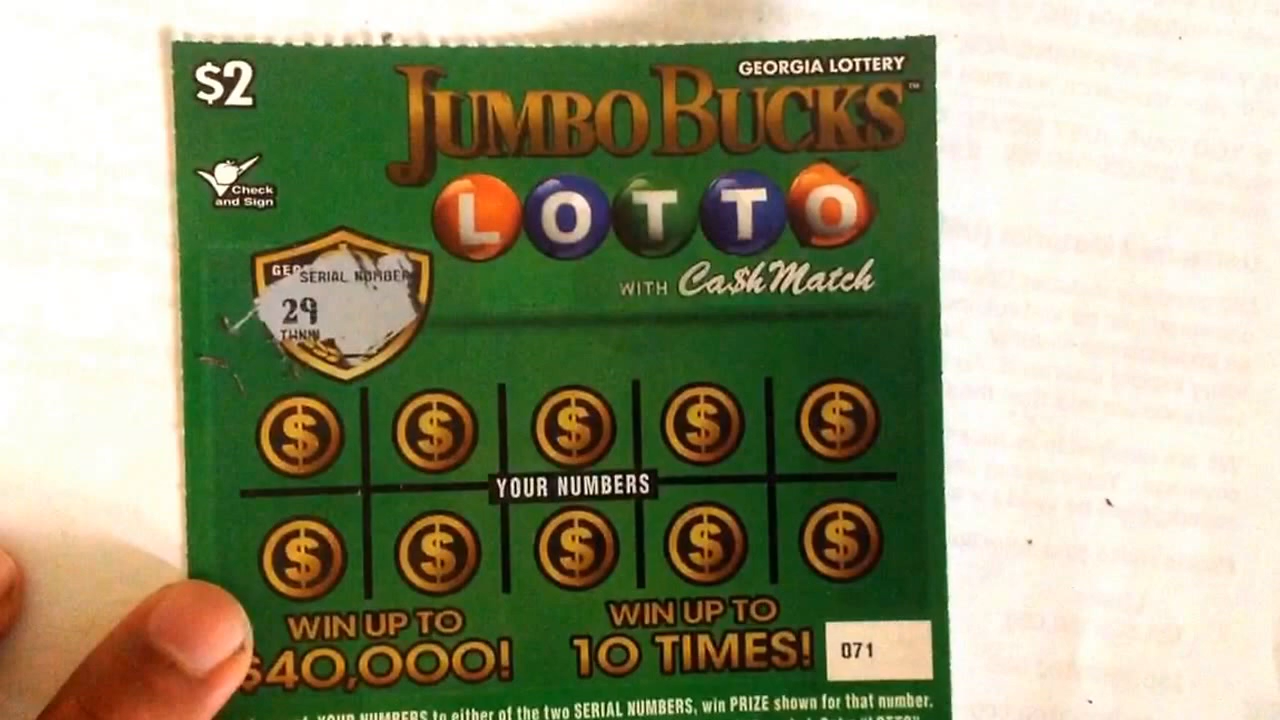 $2
GEORGIA LOTTERY
JUMBO BUCKS™
Check
and Sign
LOTTO
WITH Ca$hMatch
SERIAL NUMBER
29
YOUR NUMBERS
WIN UP TO
$40,000!
WIN UP TO
10 TIMES!
071
YOUR NUMBERS to either of the two SERIAL NUMBERS, win PRIZE shown for that number.
"LOTTO"